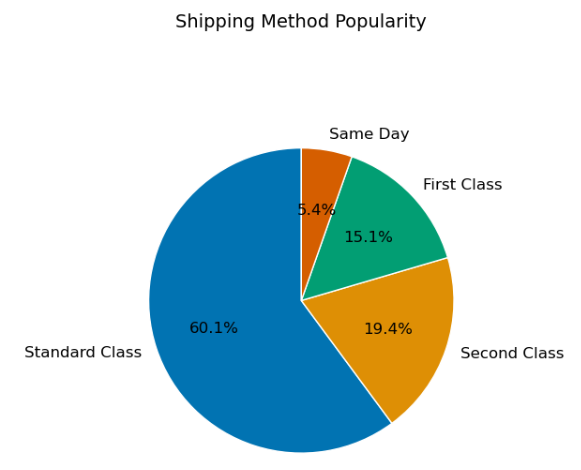 Shipping Method Popularity
Same Day
First Class
5.4%
15.1%
60.1%
19.4%
Standard Class
Second Class